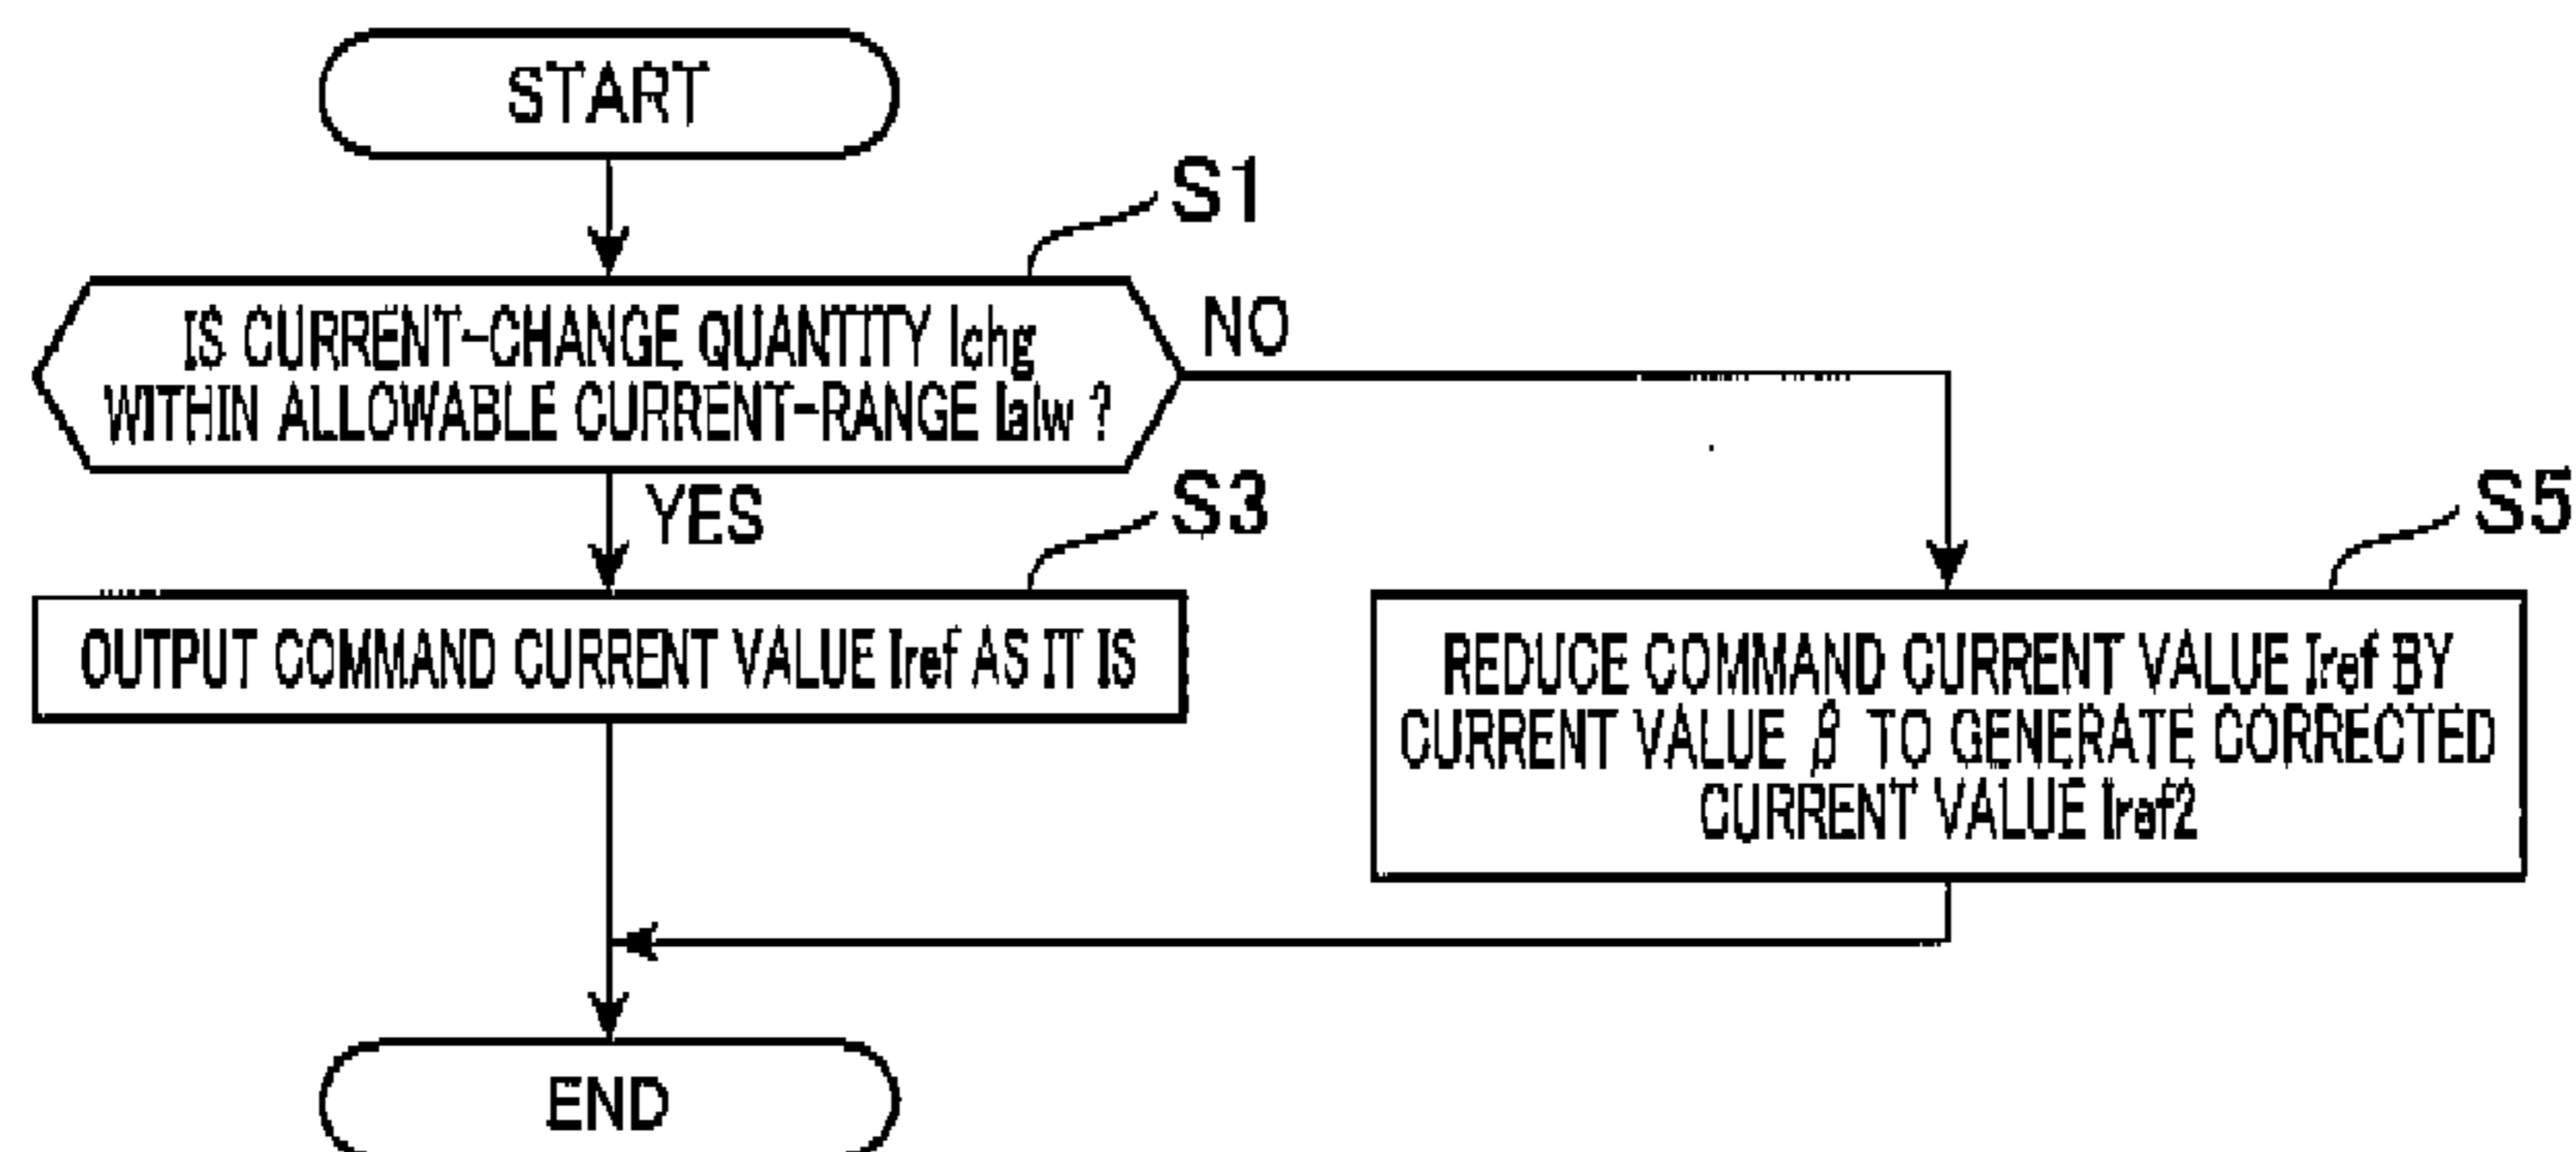 START
S1
IS CURRENT-CHANGE QUANTITY Ichg
WITHIN ALLOWABLE CURRENT-RANGE Ialw ?
NO
YES
S3
OUTPUT COMMAND CURRENT VALUE Iref AS IT IS
S5
REDUCE COMMAND CURRENT VALUE Iref BY
CURRENT VALUE β TO GENERATE CORRECTED
CURRENT VALUE Iref2
END